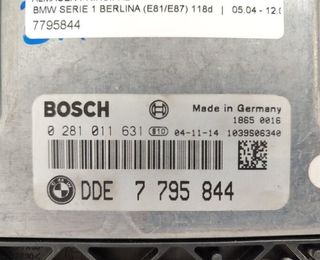 BMW SERIE 1 BERLINA (E81/E87) 118d | 05.04 - 12.0
7795844
BOSCH
Made in Germany
1865 0016
0 281 011 631 810 04-11-14 1039S06340
DDE 7 795 844